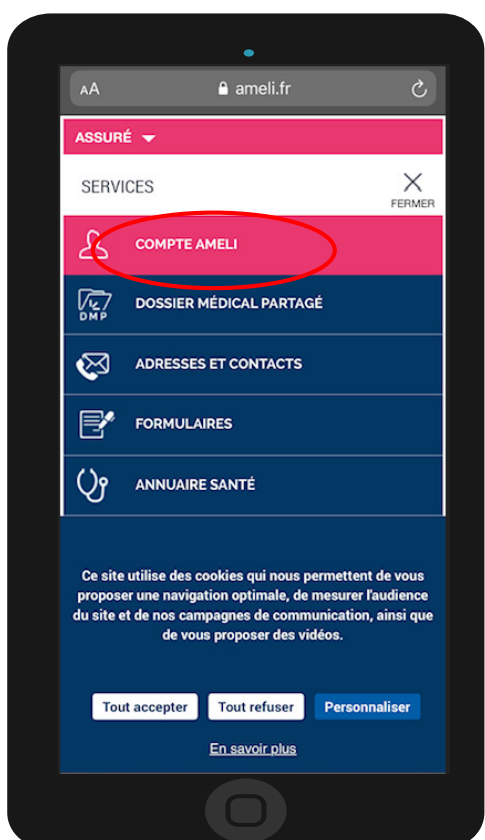 AA ameli.fr
ASSURÉ
SERVICES
FERMER
COMPTE AMELI
DMP
DOSSIER MÉDICAL PARTAGÉ
ADRESSES ET CONTACTS
FORMULAIRES
ANNUAIRE SANTÉ
Ce site utilise des cookies qui nous permettent de vous
proposer une navigation optimale, de mesurer l'audience
du site et de nos campagnes de communication, ainsi que
de vous proposer des vidéos.
Tout accepter Tout refuser Personnaliser
En savoir plus